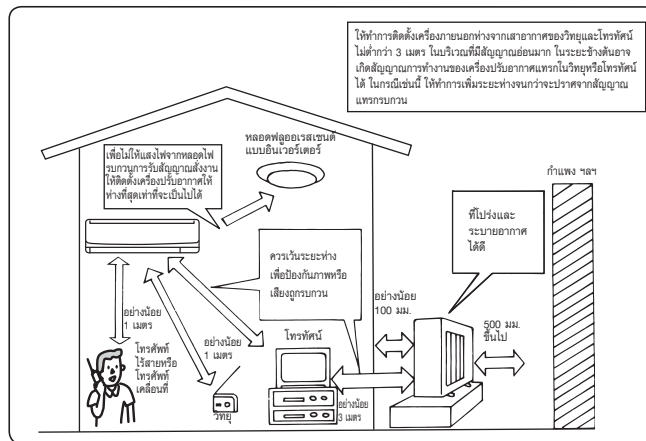 ให้ทำการติดตั้งเครื่องภายนอกห่างจากเสาอากาศของวิทยุและโทรทัศน์
ไม่ต่ำกว่า 3 เมตร ในบริเวณที่มีสัญญาณอ่อนมาก ในระยะข้างต้นอาจ
เกิดสัญญาณการทำงานของเครื่องปรับอากาศแทรกในวิทยุหรือโทรทัศน์
ได้ ในกรณีเช่นนี้ ให้ทำการเพิ่มระยะห่างจนกว่าจะปราศจากสัญญาณ
แทรกรบกวน
หลอดฟลูออเรสเซนต์
แบบอินเวอร์เตอร์
เพื่อไม่ให้แสงไฟจากหลอดไฟ
รบกวนการรับสัญญาณสั่งงาน
ให้ติดตั้งเครื่องปรับอากาศให้
ห่างที่สุดเท่าที่จะเป็นไปได้
กำแพง ฯลฯ
ที่โปร่งและ
ระบายอากาศ
ได้ดี
ควรเว้นระยะห่าง
เพื่อป้องกันภาพหรือ
เสียงถูกรบกวน
อย่างน้อย
1 เมตร
อย่างน้อย
1 เมตร
อย่างน้อย
100 มม.
500 มม.
ขึ้นไป
โทรทัศน์
โทรศัพท์
ไร้สายหรือ
โทรศัพท์
เคลื่อนที่
วิทยุ
อย่างน้อย
3 เมตร